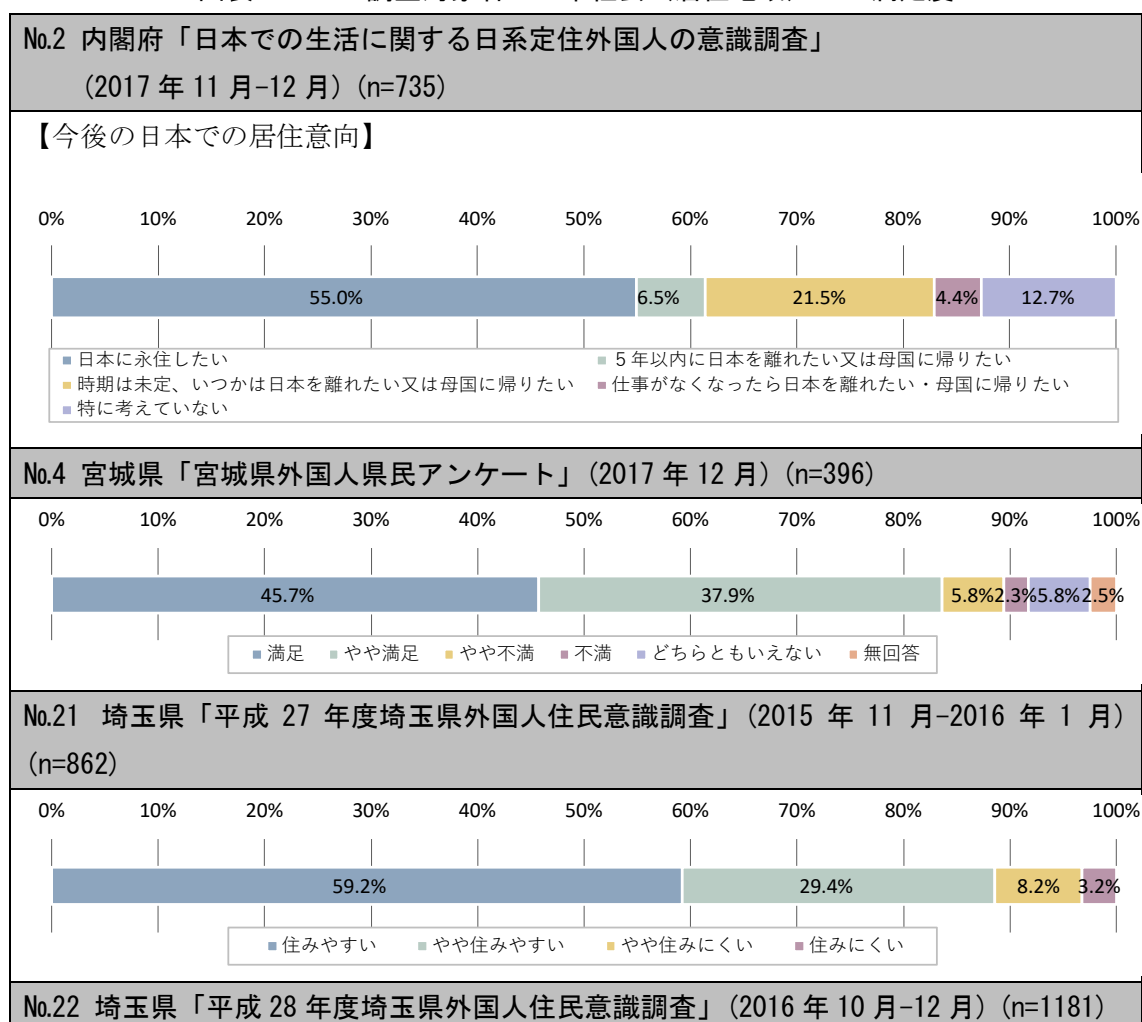 №2 内閣府「日本での生活に関する日系定住外国人の意識調査」
(2017 年 11 月-12 月) (n=735)
【今後の日本での居住意向】
0% 10% 20% 30% 40% 50% 60% 70% 80% 90% 100%
55.0% 6.5% 21.5% 4.4% 12.7%
日本に永住したい 5年以内に日本を離れたい又は母国に帰りたい
時期は未定、いつかは日本を離れたい又は母国に帰りたい 仕事がなくなったら日本を離れたい・母国に帰りたい
特に考えていない
№4 宮城県「宮城県外国人県民アンケート」(2017 年 12 月) (n=396)
0% 10% 20% 30% 40% 50% 60% 70% 80% 90% 100%
45.7% 37.9% 5.8% 2.3% 5.8% 2.5%
満足 やや満足 やや不満 不満 どちらともいえない 無回答
№21 埼玉県「平成 27 年度埼玉県外国人住民意識調査」(2015 年 11 月-2016 年 1 月)
(n=862)
0% 10% 20% 30% 40% 50% 60% 70% 80% 90% 100%
59.2% 29.4% 8.2% 3.2%
住みやすい やや住みやすい やや住みにくい 住みにくい
№22 埼玉県「平成 28 年度埼玉県外国人住民意識調査」(2016 年 10 月-12 月) (n=1181)